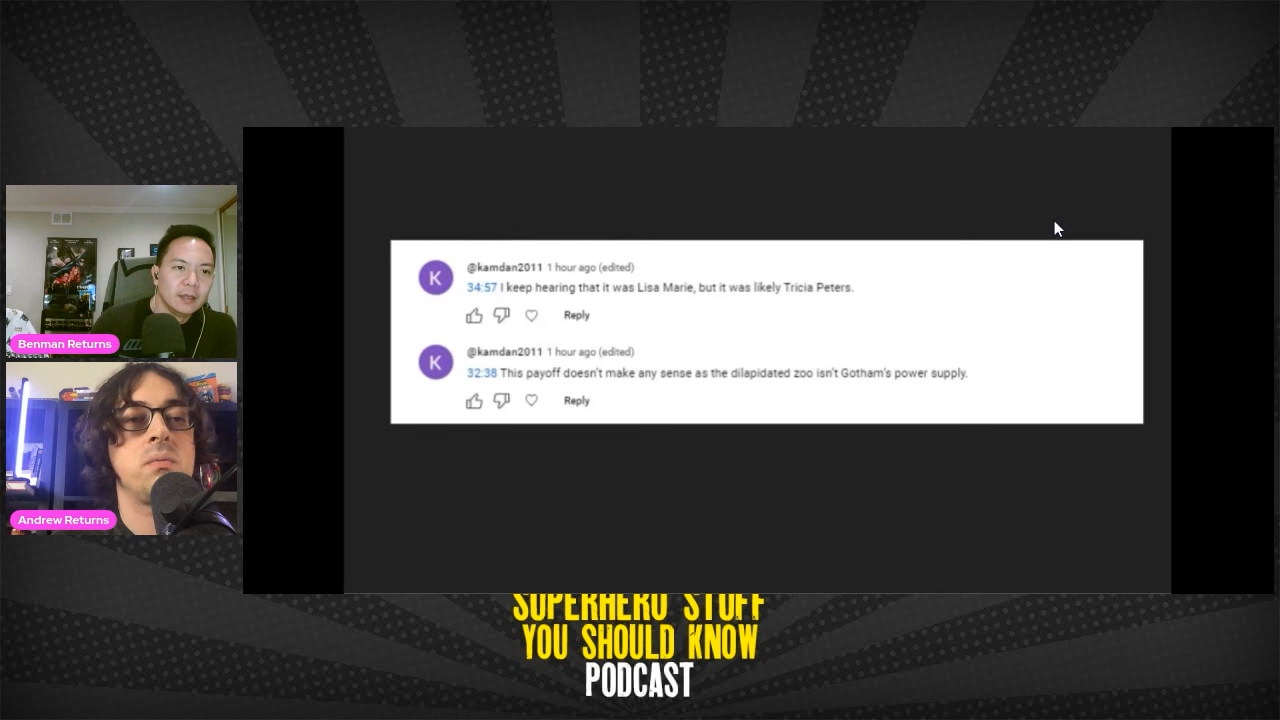 @kamdan2011 1 hour ago (edited)
34:57 I keep hearing that it was Lisa Marie, but it was likely Tricia Peters.
Reply
K
@kamdan2011 1 hour ago (edited)
32:38 This payoff doesn't make any sense as the dilapidated zoo isn't Gotham's power supply.
Reply
K
Benman Returns
Andrew Returns
SUPERHERO STUFF
YOU SHOULD KNOW
PODCAST